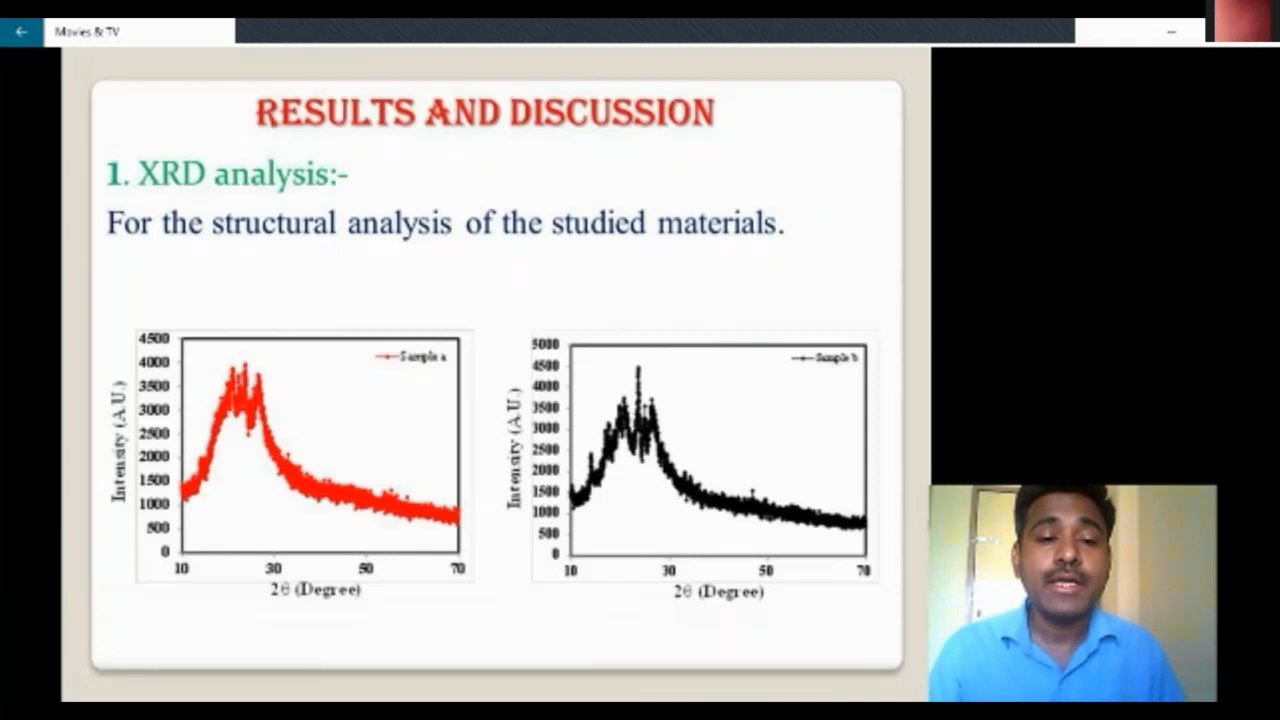 Movies & TV
RESULTS AND DISCUSSION
1. XRD analysis:-
For the structural analysis of the studied materials.
Intensity (A.U.)
4500
4000
3500
3000
2500
2000
1500
1000
500
0
Sample a
10 30 50 70
2θ (Degree)
Intensity (A.U.)
5000
4500
4000
3500
3000
2500
2000
1500
1000
500
0
Sample b
10 30 50 70
2θ (Degree)